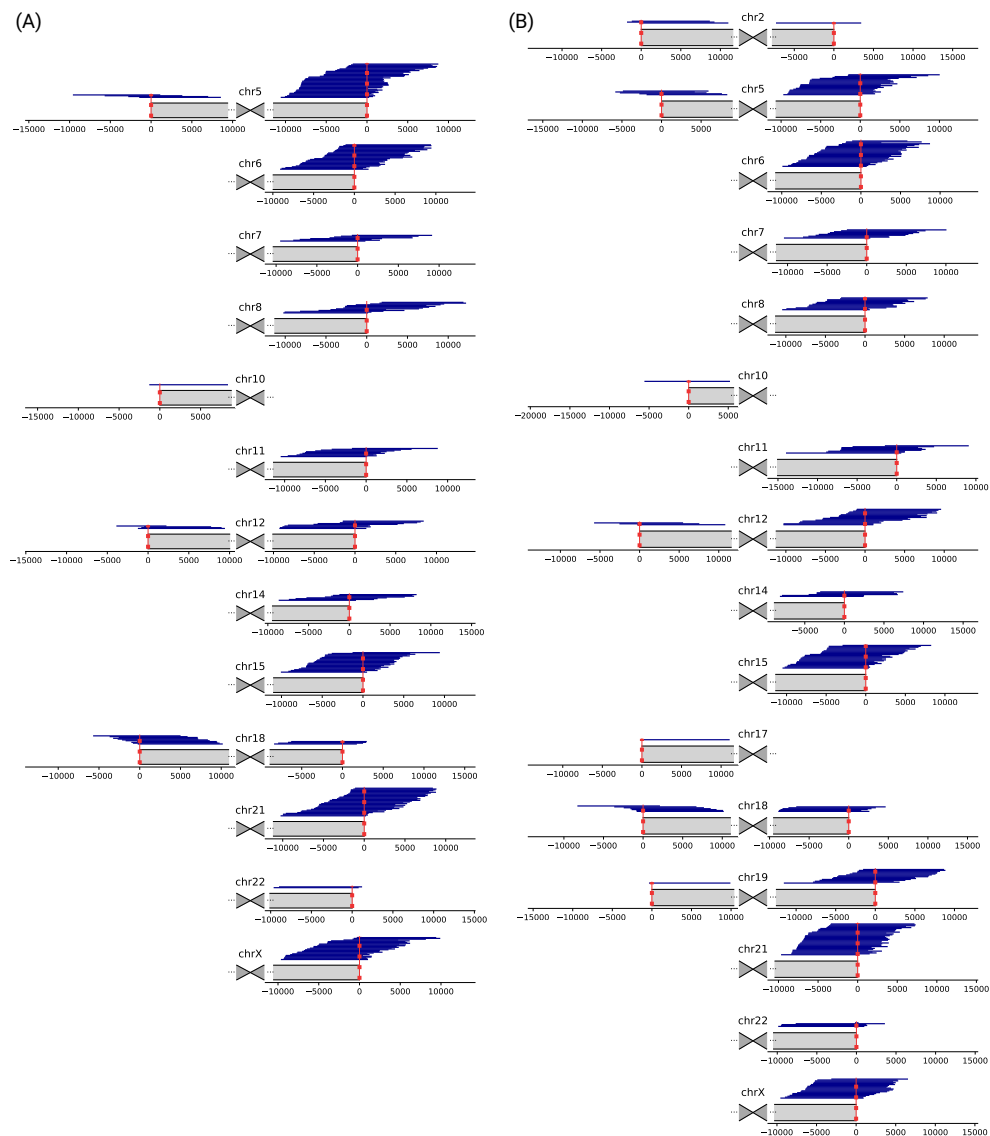 (A)
chr5
−15000 −10000 −5000 0 5000 10000 −10000 −5000 0 5000 10000
chr6
−10000 −5000 0 5000 10000
chr7
−10000 −5000 0 5000 10000
chr8
−10000 −5000 0 5000 10000
chr10
−15000 −10000 −5000 0 5000
chr11
−10000 −5000 0 5000 10000
chr12
−15000 −10000 −5000 0 5000 10000 −10000 −5000 0 5000 10000
chr14
−10000 −5000 0 5000 10000 15000
chr15
−10000 −5000 0 5000 10000
chr18
−10000 −5000 0 5000 10000 −5000 0 5000 10000 15000
chr21
−10000 −5000 0 5000 10000
chr22
−10000 −5000 0 5000 10000 15000
chrX
−10000 −5000 0 5000 10000
(B)
chr2
−10000 −5000 0 5000 10000 −5000 0 5000 10000 15000
chr5
−15000 −10000 −5000 0 5000 −10000 −5000 0 5000 10000
chr6
−10000 −5000 0 5000 10000
chr7
−10000 −5000 0 5000 10000
chr8
−10000 −5000 0 5000 10000
chr10
−20000 −15000 −10000 −5000 0 5000
chr11
−15000 −10000 −5000 0 5000 10000
chr12
−10000 −5000 0 5000 10000 −10000 −5000 0 5000 10000
chr14
−5000 0 5000 10000 15000
chr15
−10000 −5000 0 5000 10000
chr17
−10000 −5000 0 5000 10000
chr18
−10000 −5000 0 5000 10000 −5000 0 5000 10000 15000
chr19
−15000 −10000 −5000 0 5000 10000 −10000 −5000 0 5000 10000
chr21
−10000 −5000 0 5000 10000 15000
chr22
−10000 −5000 0 5000 10000 15000
chrX
−10000 −5000 0 5000 10000 15000